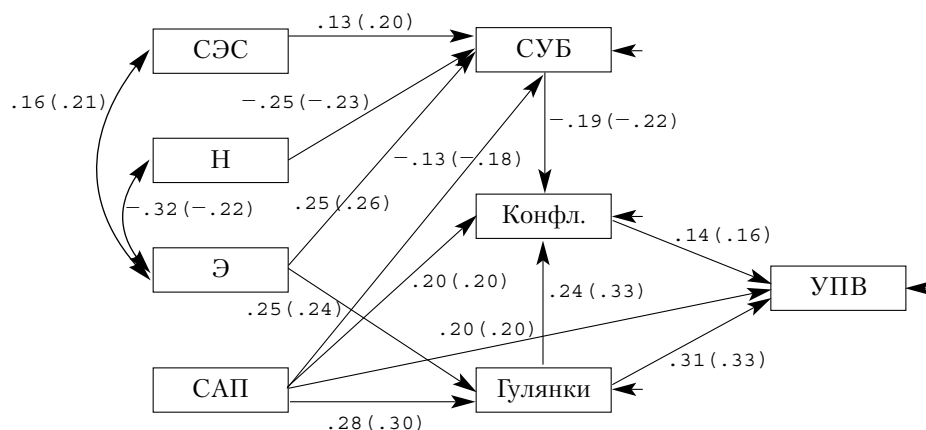 .13(.20)
СЭС
СУБ
.16(.21)
−.25(−.23)
−.19(−.22)
Н
−.13(−.18)
−.32(−.22)
.25(.26)
Конфл.
.14(.16)
Э
.20(.20)
УПВ
.25(.24)
.24(.33)
.20(.20)
.31(.33)
САП
Гулянки
.28(.30)